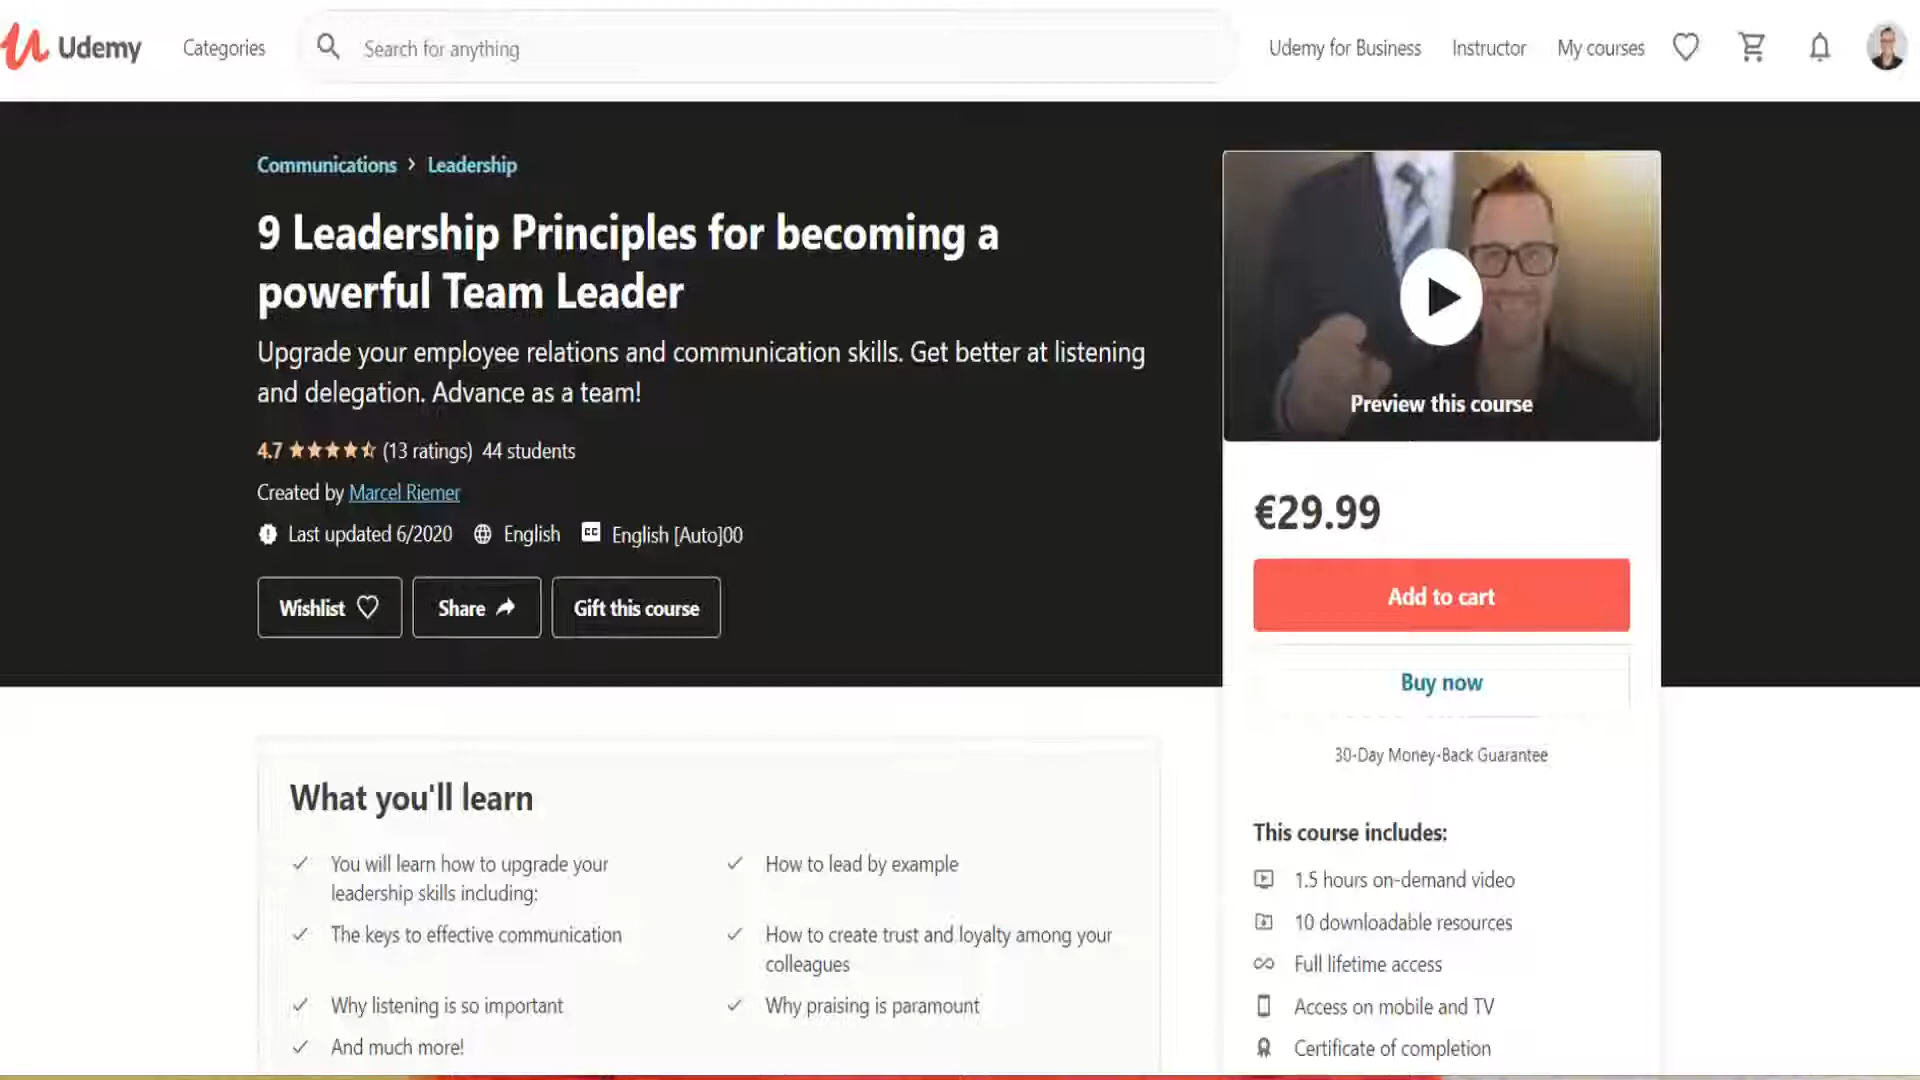 Udemy
Categories
Search for anything
Udemy for Business
Instructor
My courses
Communications > Leadership
9 Leadership Principles for becoming a
powerful Team Leader
Upgrade your employee relations and communication skills. Get better at listening
and delegation. Advance as a team!
4.7 (13 ratings) 44 students
Created by Marcel Riemer
Last updated 6/2020 English CC English [Auto]00
Wishlist
Share
Gift this course
Preview this course
€29.99
Add to cart
Buy now
30-Day Money-Back Guarantee
This course includes:
1.5 hours on-demand video
10 downloadable resources
Full lifetime access
Access on mobile and TV
Certificate of completion
What you'll learn
You will learn how to upgrade your
leadership skills including:
How to lead by example
The keys to effective communication
How to create trust and loyalty among your
colleagues
Why listening is so important
Why praising is paramount
And much more!